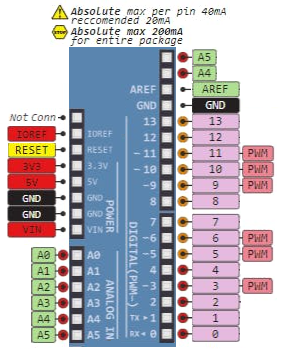 Absolute max per pin 40mA
reccomended 20mA
STOP
Absolute max 200mA
for entire package
A5
A4
AREF AREF
GND GND
13 13
12 12
~11 11 PWM
~10 10 PWM
~9 9 PWM
8 8
7 7
~6 6 PWM
~5 5 PWM
4 4
~3 3 PWM
2 2
TX▸1 1
RX◂0 0
DIGITAL(PWM~)
Not Conn
IOREF IOREF
RESET RESET
3V3 3.3V
5V 5V
GND GND
GND GND
VIN VIN
POWER
A0 A0
A1 A1
A2 A2
A3 A3
A4 A4
A5 A5
ANALOG IN